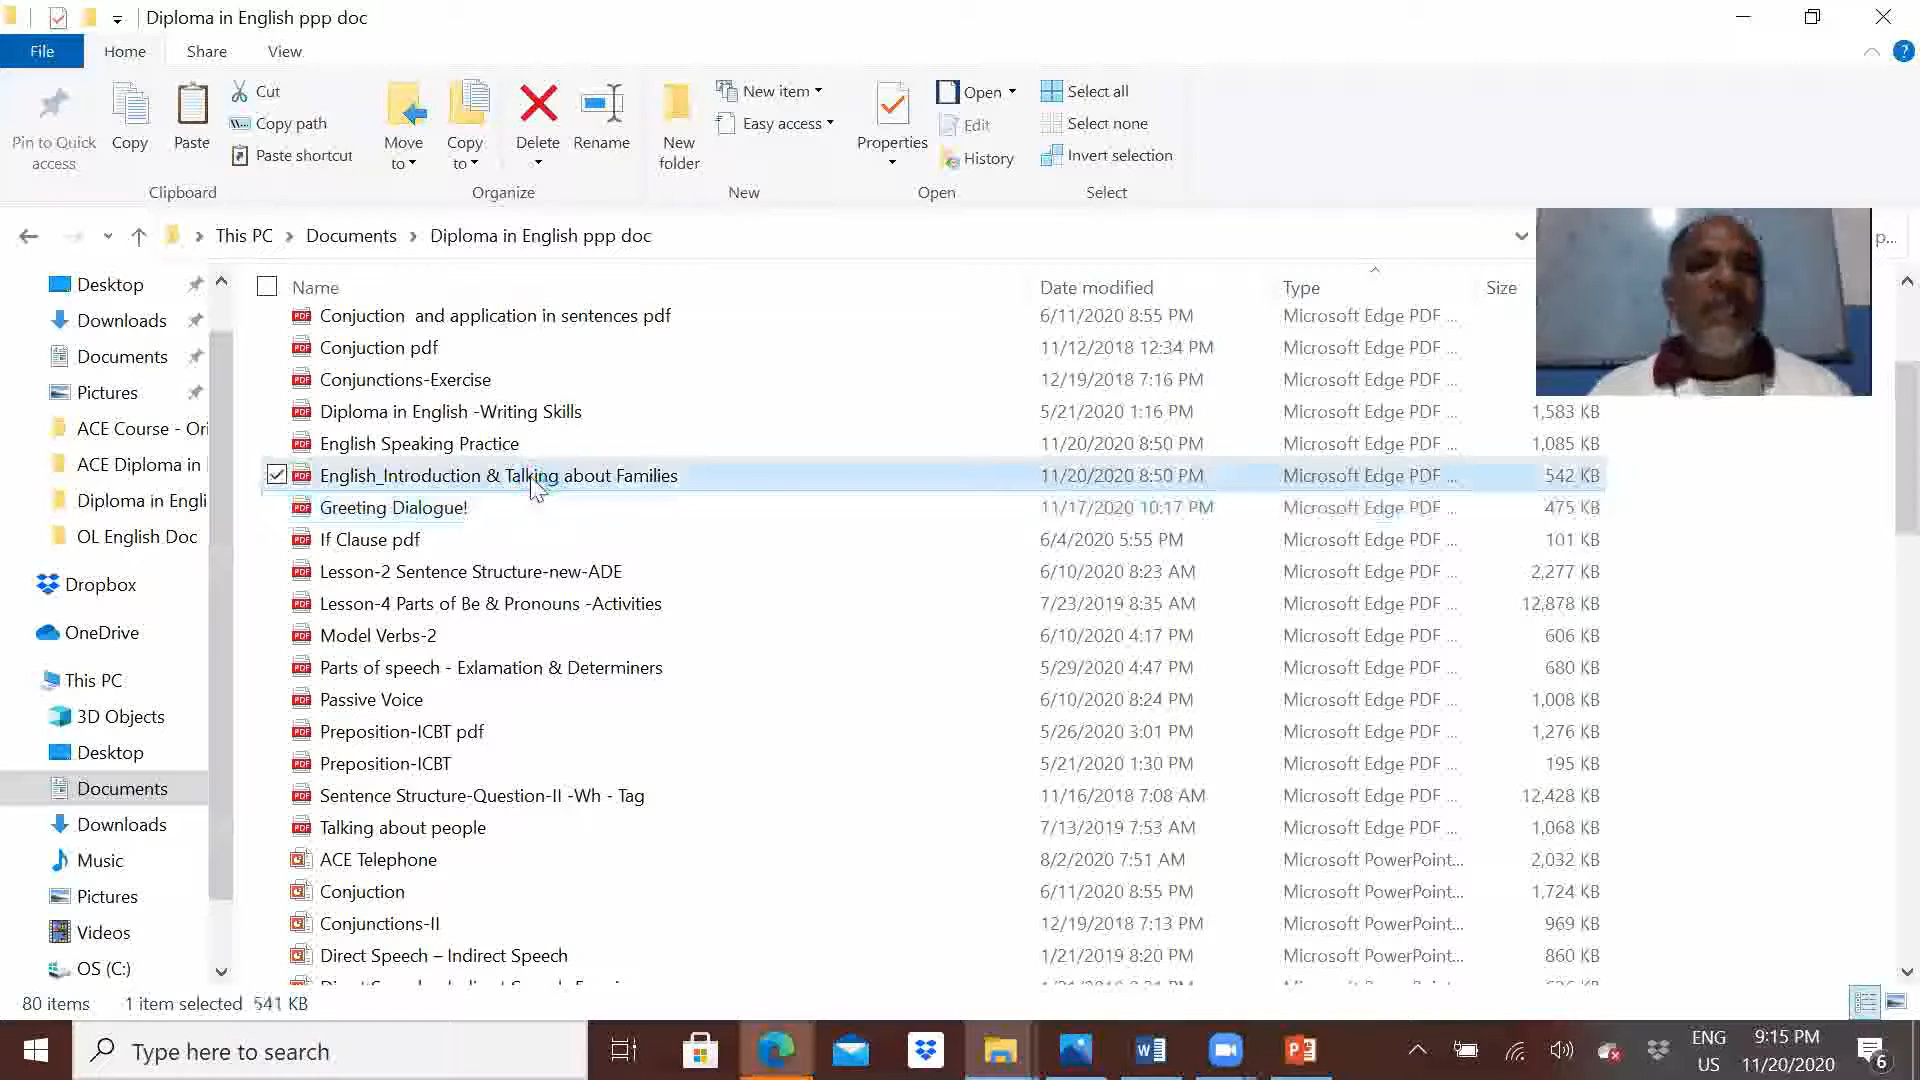 Diploma in English ppp doc
File
Home
Share
View
Pin to Quick access
Copy
Paste
Cut
Copy path
Paste shortcut
Clipboard
Move to
Copy to
Delete
Rename
Organize
New folder
New item
Easy access
New
Properties
Open
Edit
History
Open
Select all
Select none
Invert selection
Select
This PC
Documents
Diploma in English ppp doc
p...
Desktop
Downloads
Documents
Pictures
ACE Course - Ori
ACE Diploma in
Diploma in Engli
OL English Doc
Dropbox
OneDrive
This PC
3D Objects
Desktop
Documents
Downloads
Music
Pictures
Videos
OS (C:)
Name Date modified Type Size
Conjuction and application in sentences pdf 6/11/2020 8:55 PM Microsoft Edge PDF ...
Conjuction pdf 11/12/2018 12:34 PM Microsoft Edge PDF ...
Conjunctions-Exercise 12/19/2018 7:16 PM Microsoft Edge PDF ...
Diploma in English -Writing Skills 5/21/2020 1:16 PM Microsoft Edge PDF ... 1,583 KB
English Speaking Practice 11/20/2020 8:50 PM Microsoft Edge PDF ... 1,085 KB
English_Introduction & Talking about Families 11/20/2020 8:50 PM Microsoft Edge PDF ... 542 KB
Greeting Dialogue! 11/17/2020 10:17 PM Microsoft Edge PDF ... 475 KB
If Clause pdf 6/4/2020 5:55 PM Microsoft Edge PDF ... 101 KB
Lesson-2 Sentence Structure-new-ADE 6/10/2020 8:23 AM Microsoft Edge PDF ... 2,277 KB
Lesson-4 Parts of Be & Pronouns -Activities 7/23/2019 8:35 AM Microsoft Edge PDF ... 12,878 KB
Model Verbs-2 6/10/2020 4:17 PM Microsoft Edge PDF ... 606 KB
Parts of speech - Exlamation & Determiners 5/29/2020 4:47 PM Microsoft Edge PDF ... 680 KB
Passive Voice 6/10/2020 8:24 PM Microsoft Edge PDF ... 1,008 KB
Preposition-ICBT pdf 5/26/2020 3:01 PM Microsoft Edge PDF ... 1,276 KB
Preposition-ICBT 5/21/2020 1:30 PM Microsoft Edge PDF ... 195 KB
Sentence Structure-Question-II -Wh - Tag 11/16/2018 7:08 AM Microsoft Edge PDF ... 12,428 KB
Talking about people 7/13/2019 7:53 AM Microsoft Edge PDF ... 1,068 KB
ACE Telephone 8/2/2020 7:51 AM Microsoft PowerPoint... 2,032 KB
Conjuction 6/11/2020 8:55 PM Microsoft PowerPoint... 1,724 KB
Conjunctions-II 12/19/2018 7:13 PM Microsoft PowerPoint... 969 KB
Direct Speech – Indirect Speech 1/21/2019 8:20 PM Microsoft PowerPoint... 860 KB
80 items 1 item selected 541 KB
Type here to search
ENG US
9:15 PM
11/20/2020
6